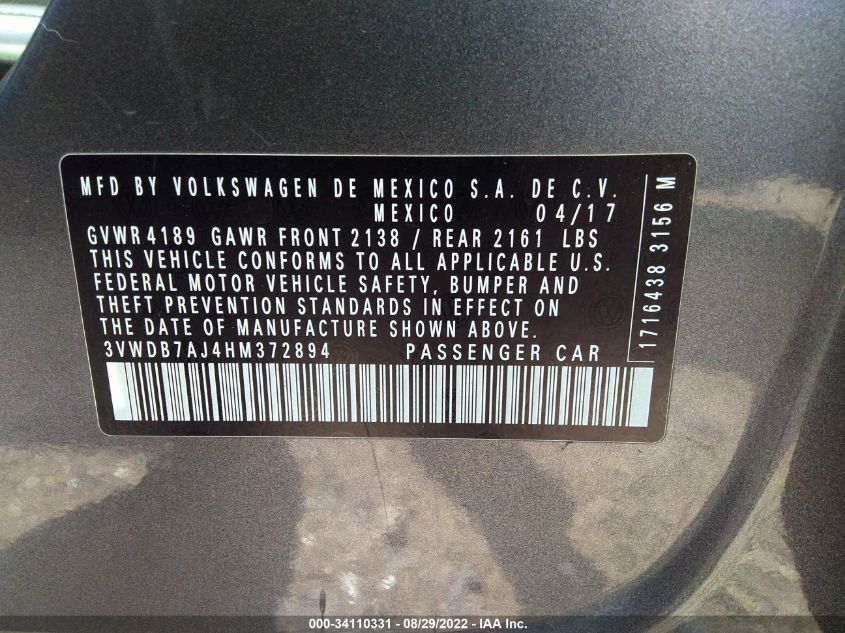 MFD BY VOLKSWAGEN DE MEXICO S.A. DE C.V.
MEXICO 04/17
GVWR 4189 GAWR FRONT 2138 / REAR 2161 LBS
THIS VEHICLE CONFORMS TO ALL APPLICABLE U.S.
FEDERAL MOTOR VEHICLE SAFETY, BUMPER AND
THEFT PREVENTION STANDARDS IN EFFECT ON
THE DATE OF MANUFACTURE SHOWN ABOVE.
3VWDB7AJ4HM372894 PASSENGER CAR
1716438 3156 M
000-34110331 - 08/29/2022 - IAA Inc.